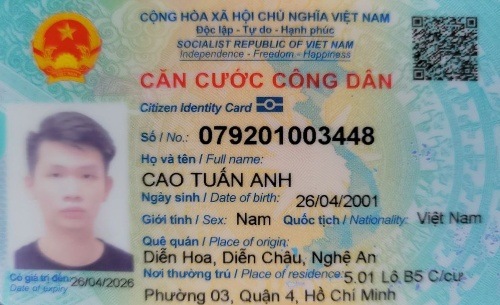 CỘNG HÒA XÃ HỘI CHỦ NGHĨA VIỆT NAM
Độc lập - Tự do - Hạnh phúc
SOCIALIST REPUBLIC OF VIET NAM
Independence - Freedom - Happiness
CĂN CƯỚC CÔNG DÂN
Citizen Identity Card
Số / No.: 079201003448
Họ và tên / Full name:
CAO TUẤN ANH
Ngày sinh / Date of birth: 26/04/2001
Giới tính / Sex: Nam Quốc tịch / Nationality: Việt Nam
Quê quán / Place of origin:
Diễn Hoa, Diễn Châu, Nghệ An
Có giá trị đến: 26/04/2026
Date of expiry
Nơi thường trú / Place of residence: 5.01 Lô B5 C/cư
Phường 03, Quận 4, Hồ Chí Minh